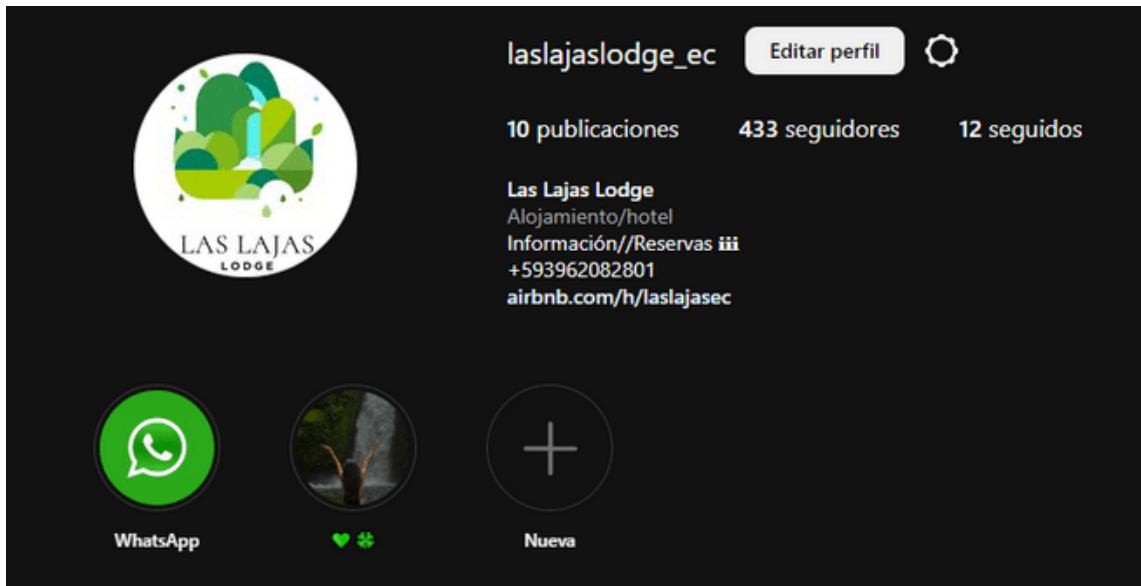 laslajaslodge_ec
Editar perfil
10 publicaciones
433 seguidores
12 seguidos
LAS LAJAS
LODGE
Las Lajas Lodge
Alojamiento/hotel
Información//Reservas
+593962082801
airbnb.com/h/laslajasec
WhatsApp
💚 🍀
Nueva